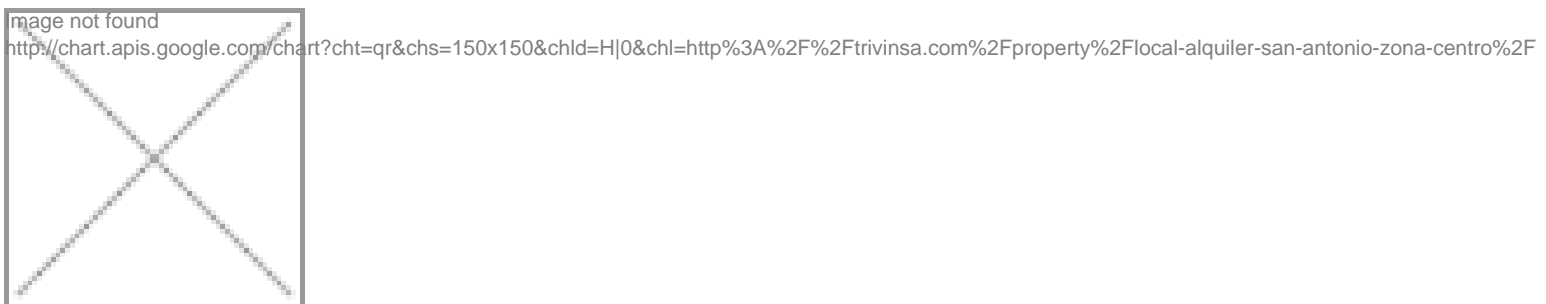 Image not found
http://chart.apis.google.com/chart?cht=qr&chs=150x150&chld=H|0&chl=http%3A%2F%2Ftrivinsa.com%2Fproperty%2Flocal-alquiler-san-antonio-zona-centro%2F